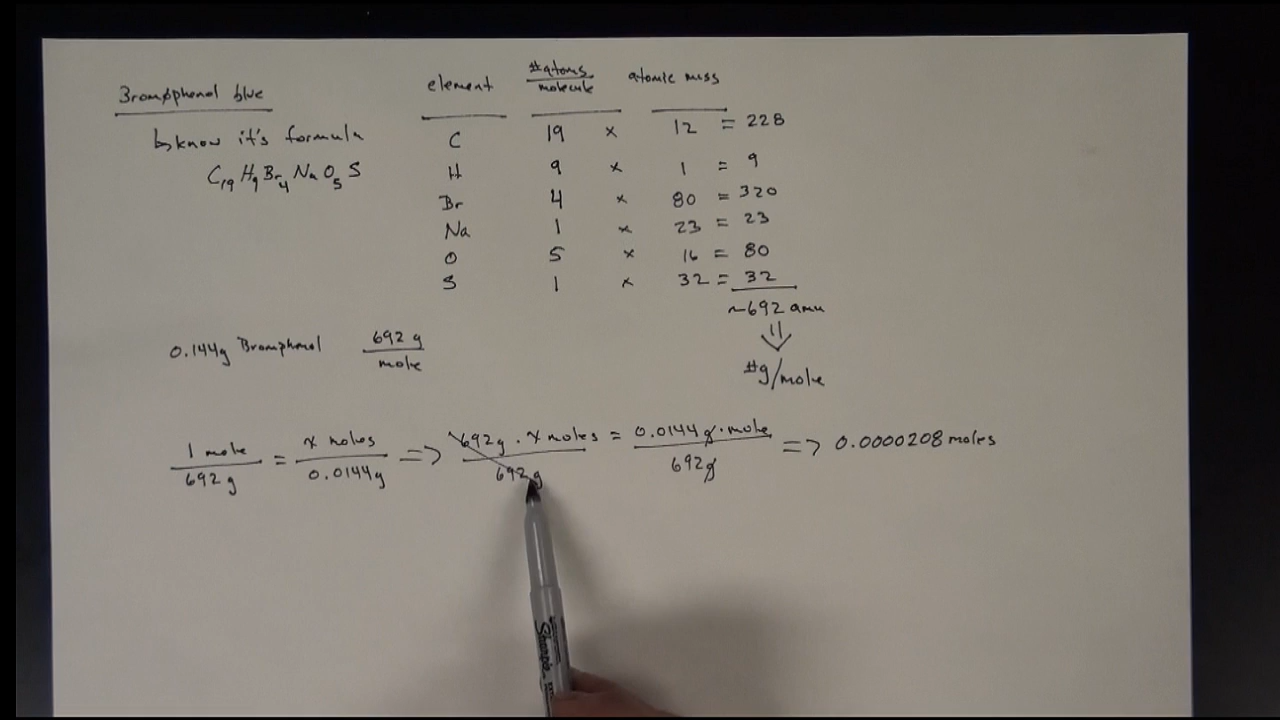 Bromøphenol blue
↳ know it's formula
C19 H9 Br4 Na O5 S
element #atoms/molecule atomic mass
C 19 x 12 = 228
H 9 x 1 = 9
Br 4 x 80 = 320
Na 1 x 23 = 23
O 5 x 16 = 80
S 1 x 32 = 32
~692 amu
#g/mole
0.144g Bromphenol 692 g/mole
1 mole/692 g = x moles/0.0144g => 692g · x moles/692g = 0.0144 g · mole/692g => 0.0000208 moles
Sharpie